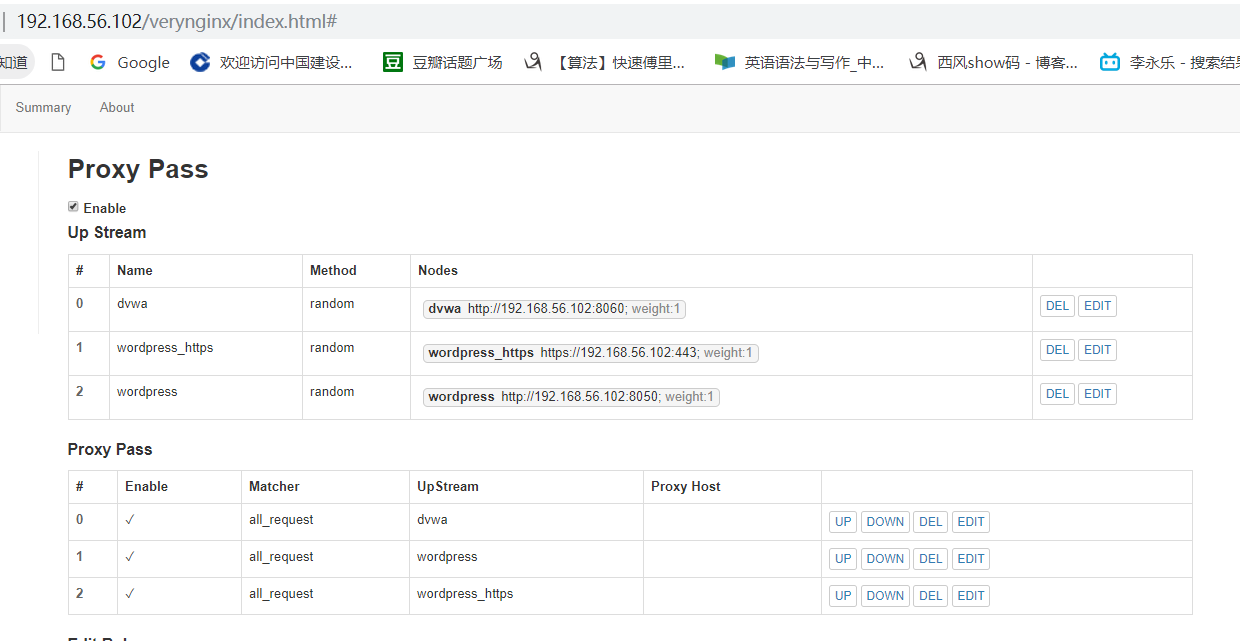 192.168.56.102/verynginx/index.html#
知道 Google 欢迎访问中国建设... 豆瓣话题广场 【算法】快速傅里... 英语语法与写作_中... 西风show码 - 博客... 李永乐 - 搜索结
Summary About
Proxy Pass
Enable
Up Stream
# Name Method Nodes
0 dvwa random dvwa http://192.168.56.102:8060; weight:1 DEL EDIT
1 wordpress_https random wordpress_https https://192.168.56.102:443; weight:1 DEL EDIT
2 wordpress random wordpress http://192.168.56.102:8050; weight:1 DEL EDIT
Proxy Pass
# Enable Matcher UpStream Proxy Host
0 ✓ all_request dvwa UP DOWN DEL EDIT
1 ✓ all_request wordpress UP DOWN DEL EDIT
2 ✓ all_request wordpress_https UP DOWN DEL EDIT